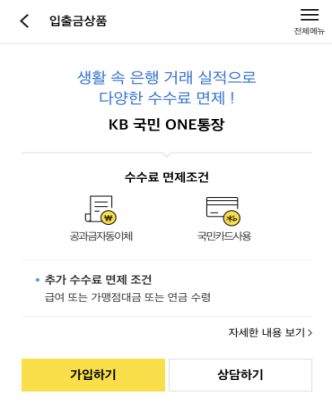 입출금상품
전체메뉴
생활 속 은행 거래 실적으로
다양한 수수료 면제 !
KB 국민 ONE통장
수수료 면제조건
공과금자동이체
국민카드사용
추가 수수료 면제 조건
급여 또는 가맹점대금 또는 연금 수령
자세한 내용 보기
가입하기
상담하기